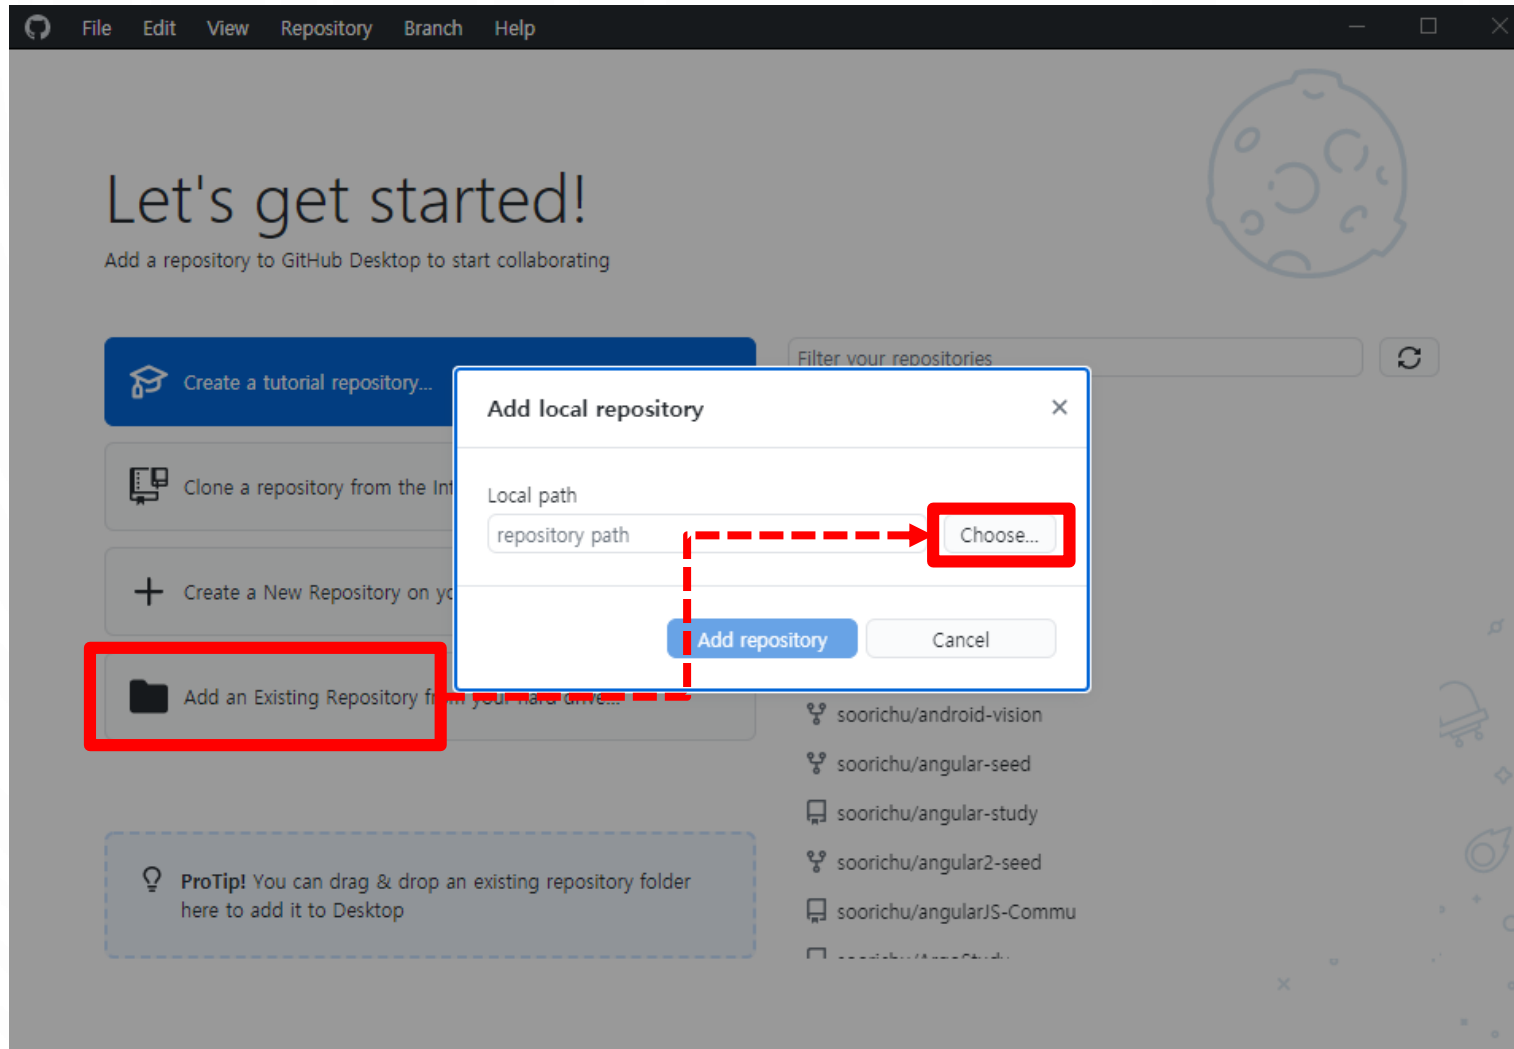 File Edit View Repository Branch Help
Let's get started!
Add a repository to GitHub Desktop to start collaborating
Create a tutorial repository...
Clone a repository from the
Create a New Repository on
Add an Existing Repository from your hard drive...
ProTip! You can drag & drop an existing repository folder
here to add it to Desktop
Filter your repositories
Add local repository
Local path
repository path
Choose...
Add repository
Cancel
soorichu/android-vision
soorichu/angular-seed
soorichu/angular-study
soorichu/angular2-seed
soorichu/angularJS-Commu